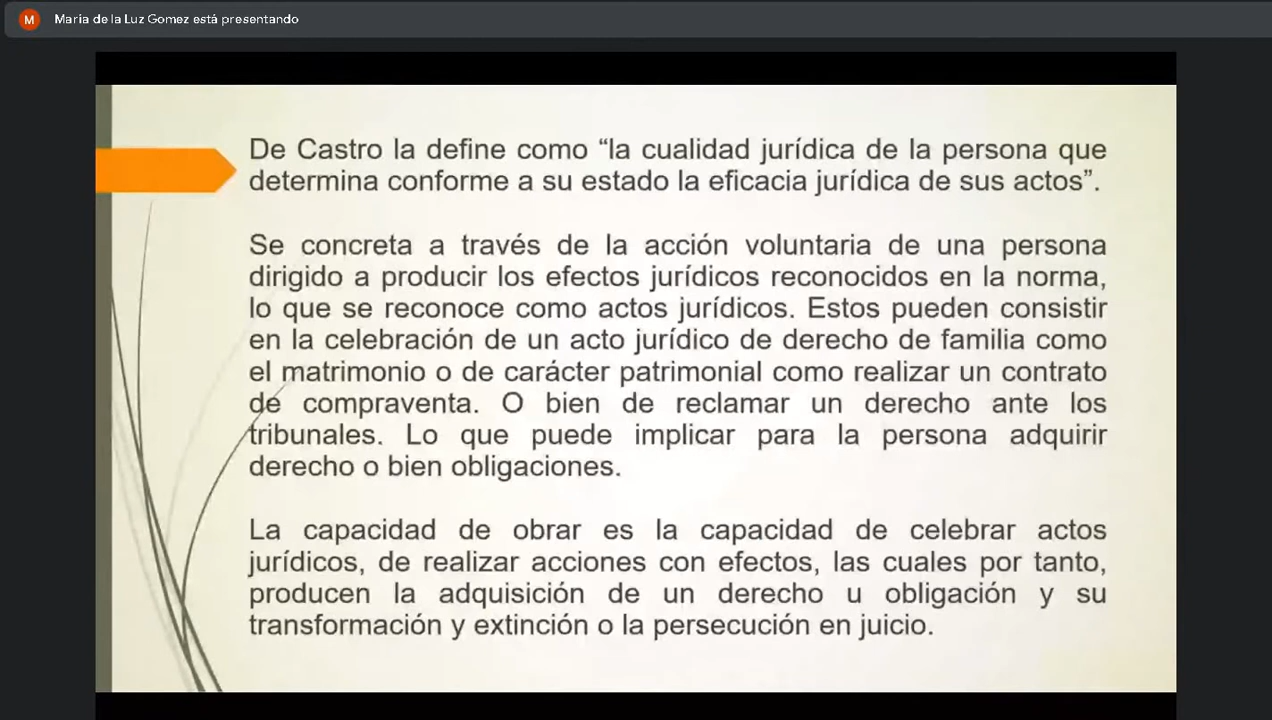 M
Maria de la Luz Gomez está presentando
De Castro la define como “la cualidad jurídica de la persona que
determina conforme a su estado la eficacia jurídica de sus actos”.
Se concreta a través de la acción voluntaria de una persona
dirigido a producir los efectos jurídicos reconocidos en la norma,
lo que se reconoce como actos jurídicos. Estos pueden consistir
en la celebración de un acto jurídico de derecho de familia como
el matrimonio o de carácter patrimonial como realizar un contrato
de compraventa. O bien de reclamar un derecho ante los
tribunales. Lo que puede implicar para la persona adquirir
derecho o bien obligaciones.
La capacidad de obrar es la capacidad de celebrar actos
jurídicos, de realizar acciones con efectos, las cuales por tanto,
producen la adquisición de un derecho u obligación y su
transformación y extinción o la persecución en juicio.